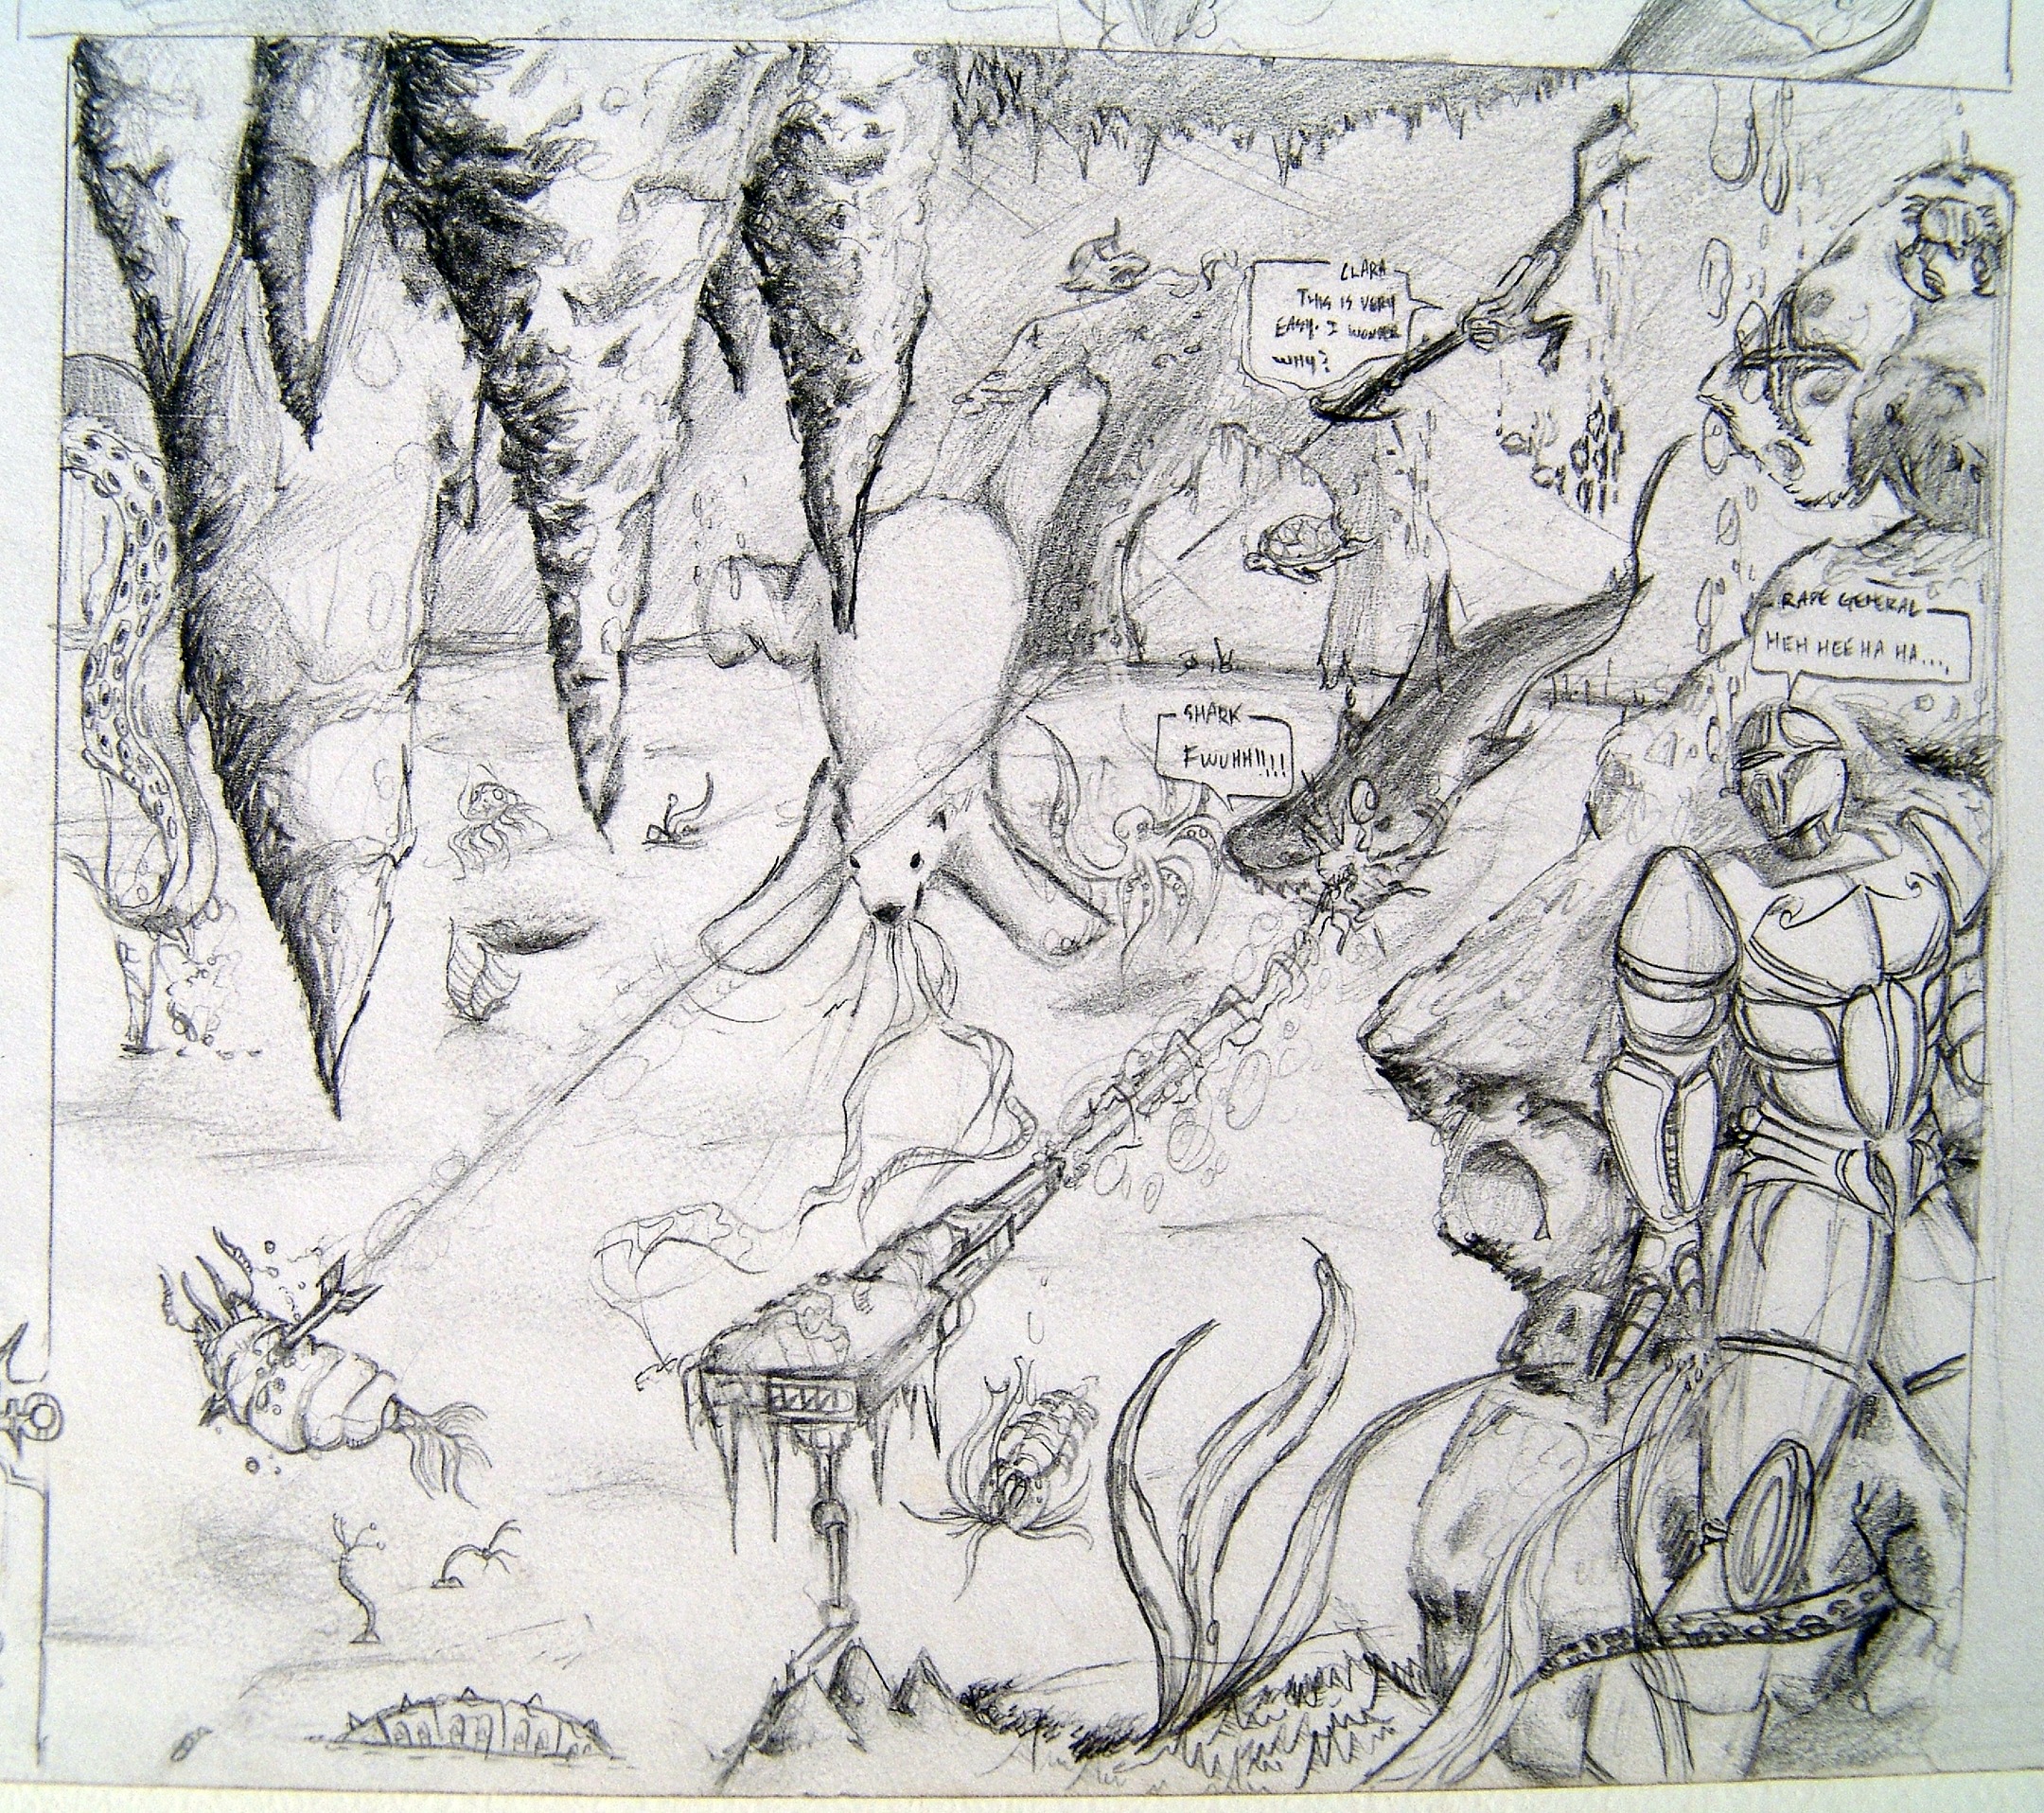 CLARA
THIS IS VERY
EASY. I WONDER
WHY?
RAPE GENERAL
HEH HEE HA HA....
SHARK
FWUHH!!!!